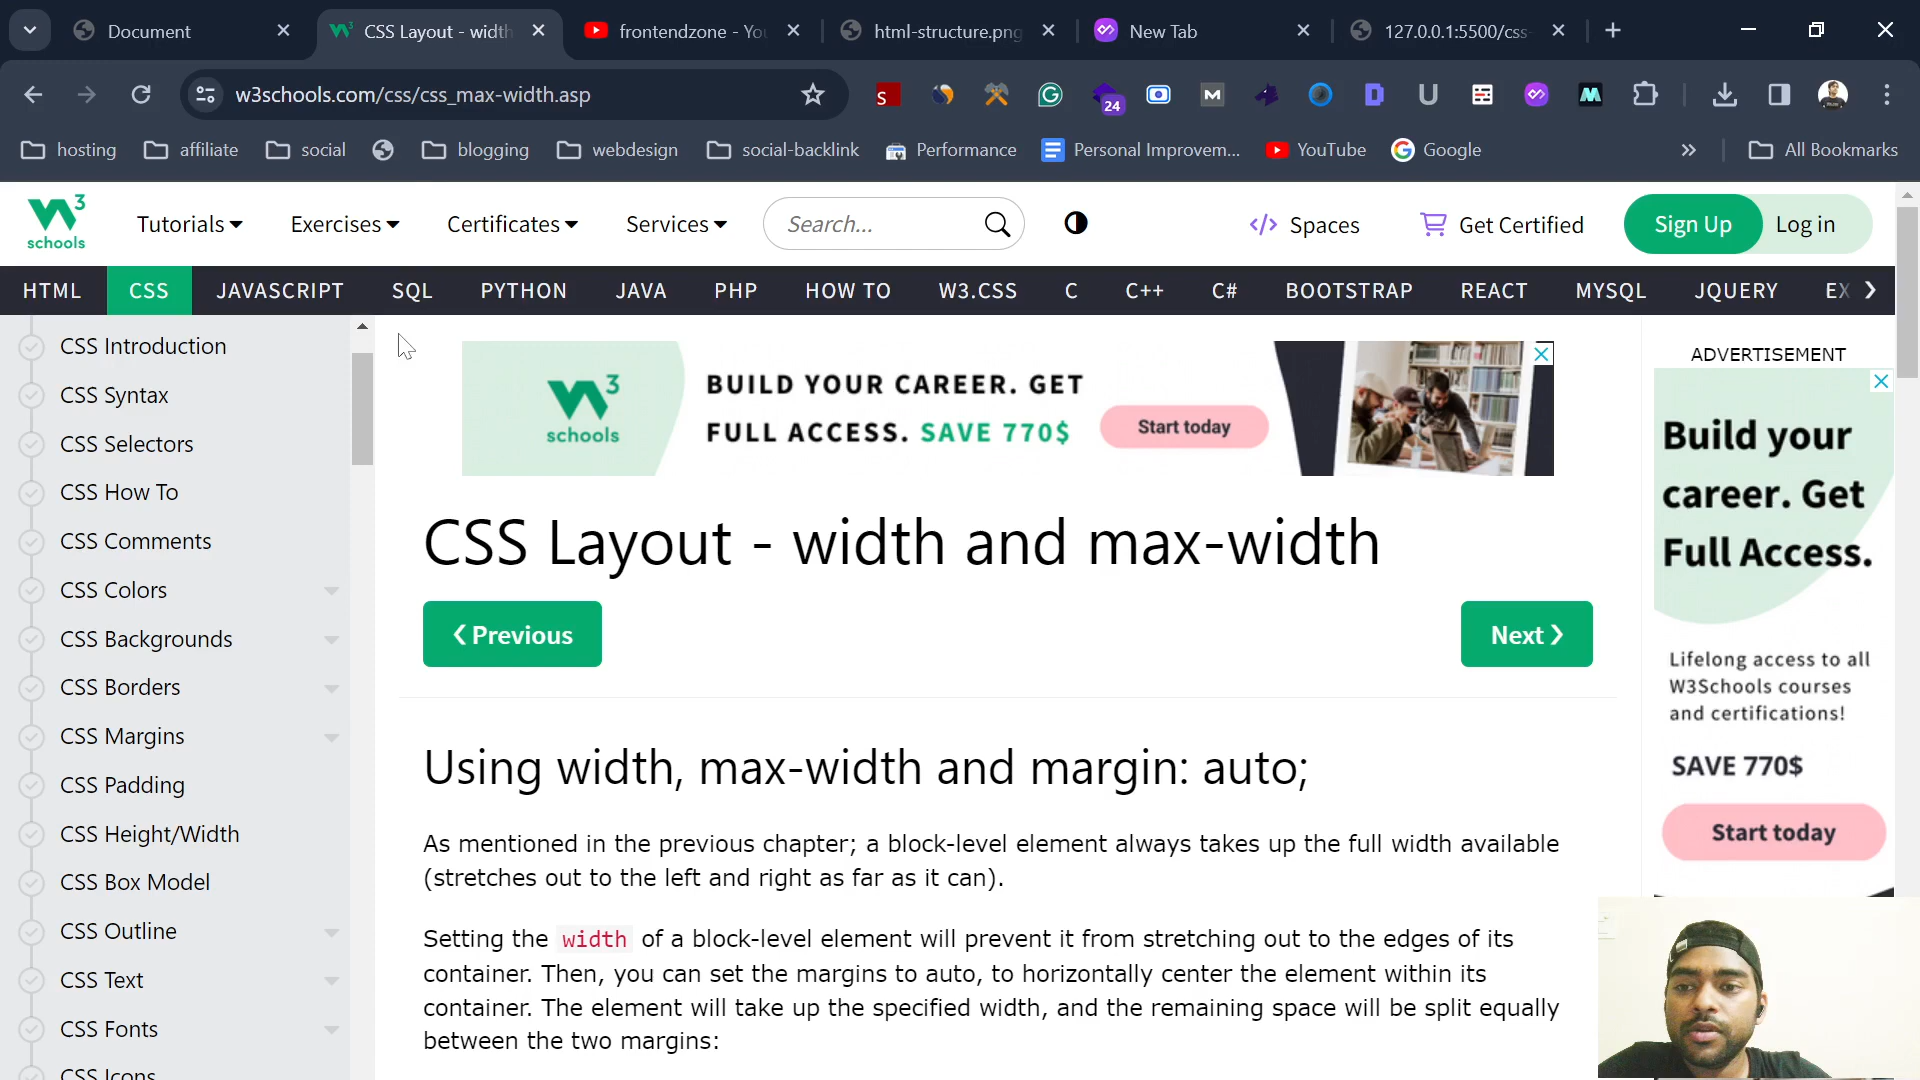 Document
CSS Layout - width
frontendzone - You
html-structure.png
New Tab
127.0.0.1:5500/css-
w3schools.com/css/css_max-width.asp
24
hosting
affiliate
social
blogging
webdesign
social-backlink
Performance
Personal Improvem...
YouTube
Google
All Bookmarks
W3 schools
Tutorials
Exercises
Certificates
Services
Search...
Spaces
Get Certified
Sign Up
Log in
HTML
CSS
JAVASCRIPT
SQL
PYTHON
JAVA
PHP
HOW TO
W3.CSS
C
C++
C#
BOOTSTRAP
REACT
MYSQL
JQUERY
EX
CSS Introduction
CSS Syntax
CSS Selectors
CSS How To
CSS Comments
CSS Colors
CSS Backgrounds
CSS Borders
CSS Margins
CSS Padding
CSS Height/Width
CSS Box Model
CSS Outline
CSS Text
CSS Fonts
CSS Icons
W3 schools
BUILD YOUR CAREER. GET
FULL ACCESS. SAVE 770$
Start today
CSS Layout - width and max-width
❮ Previous
Next ❯
Using width, max-width and margin: auto;
As mentioned in the previous chapter; a block-level element always takes up the full width available
(stretches out to the left and right as far as it can).
Setting the width of a block-level element will prevent it from stretching out to the edges of its
container. Then, you can set the margins to auto, to horizontally center the element within its
container. The element will take up the specified width, and the remaining space will be split equally
between the two margins:
ADVERTISEMENT
Build your
career. Get
Full Access.
Lifelong access to all
W3Schools courses
and certifications!
SAVE 770$
Start today